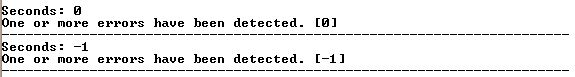 Seconds: 0
One or more errors have been detected. [0]
-----------------------------------------------------------------------
Seconds: -1
One or more errors have been detected. [-1]
-----------------------------------------------------------------------